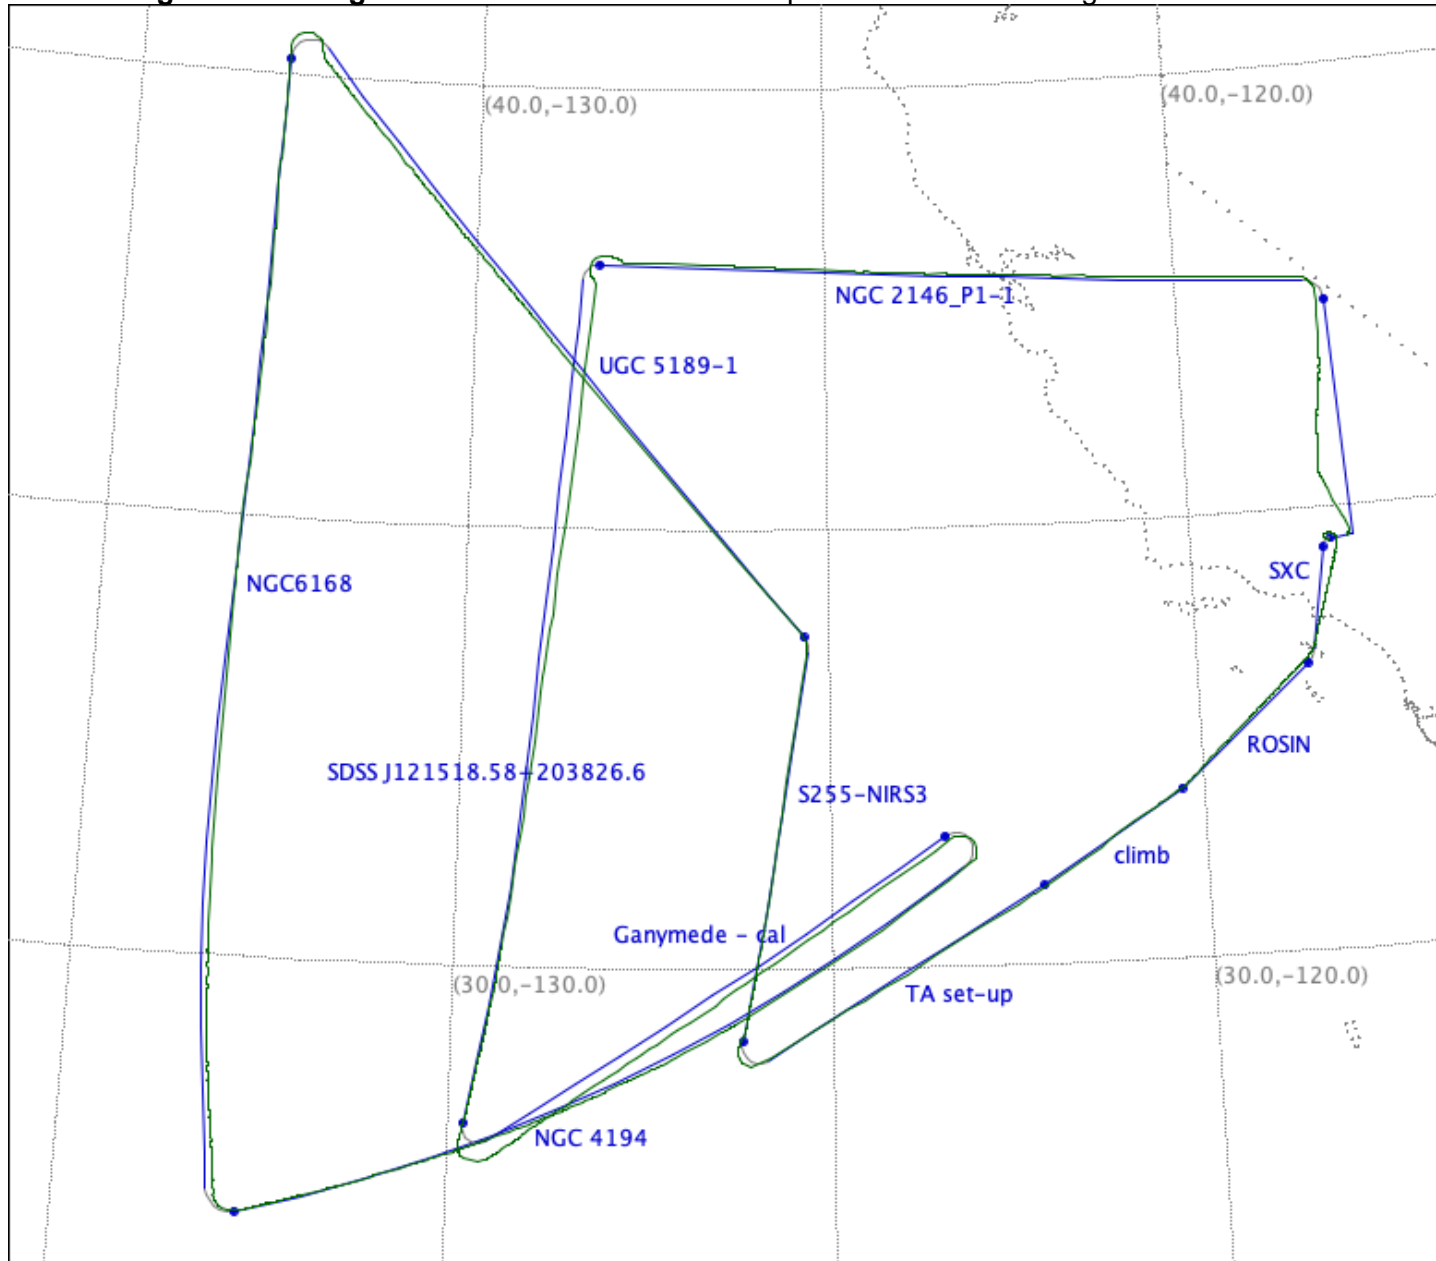 (40.0,-130.0)
(40.0,-120.0)
NGC 2146_P1-1
UGC 5189-1
SXC
NGC6168
ROSIN
SDSS J121518.58+203826.6
S255-NIRS3
climb
Ganymede - cal
(30.0,-130.0)
(30.0,-120.0)
TA set-up
NGC 4194